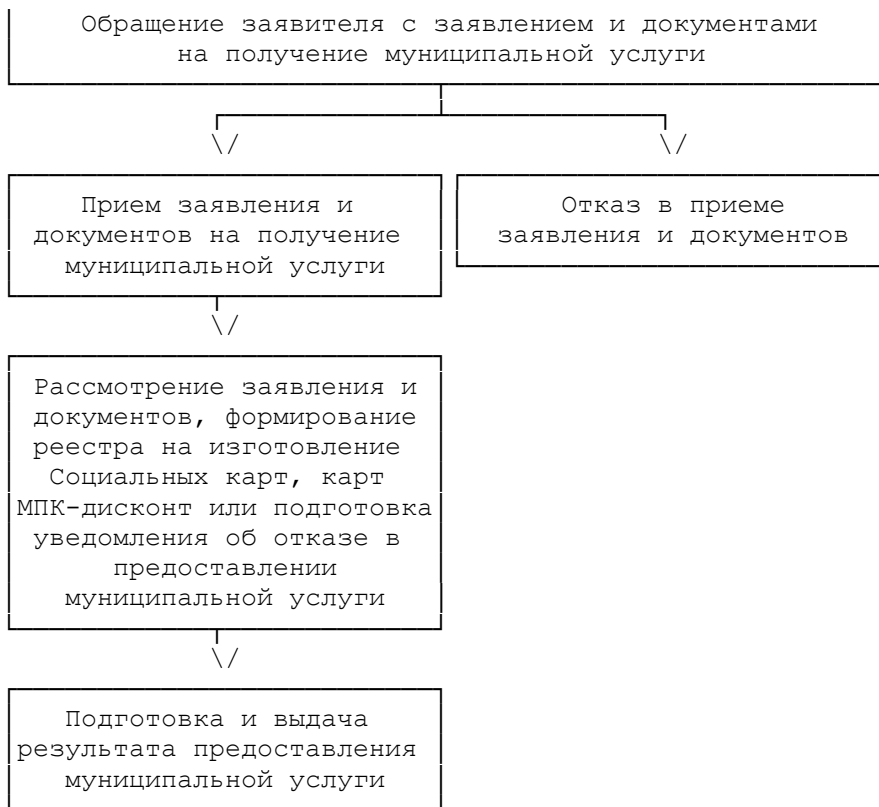 Обращение заявителя с заявлением и документами
на получение муниципальной услуги
Прием заявления и
документов на получение
муниципальной услуги
Отказ в приеме
заявления и документов
Рассмотрение заявления и
документов, формирование
реестра на изготовление
Социальных карт, карт
МПК-дисконт или подготовка
уведомления об отказе в
предоставлении
муниципальной услуги
Подготовка и выдача
результата предоставления
муниципальной услуги